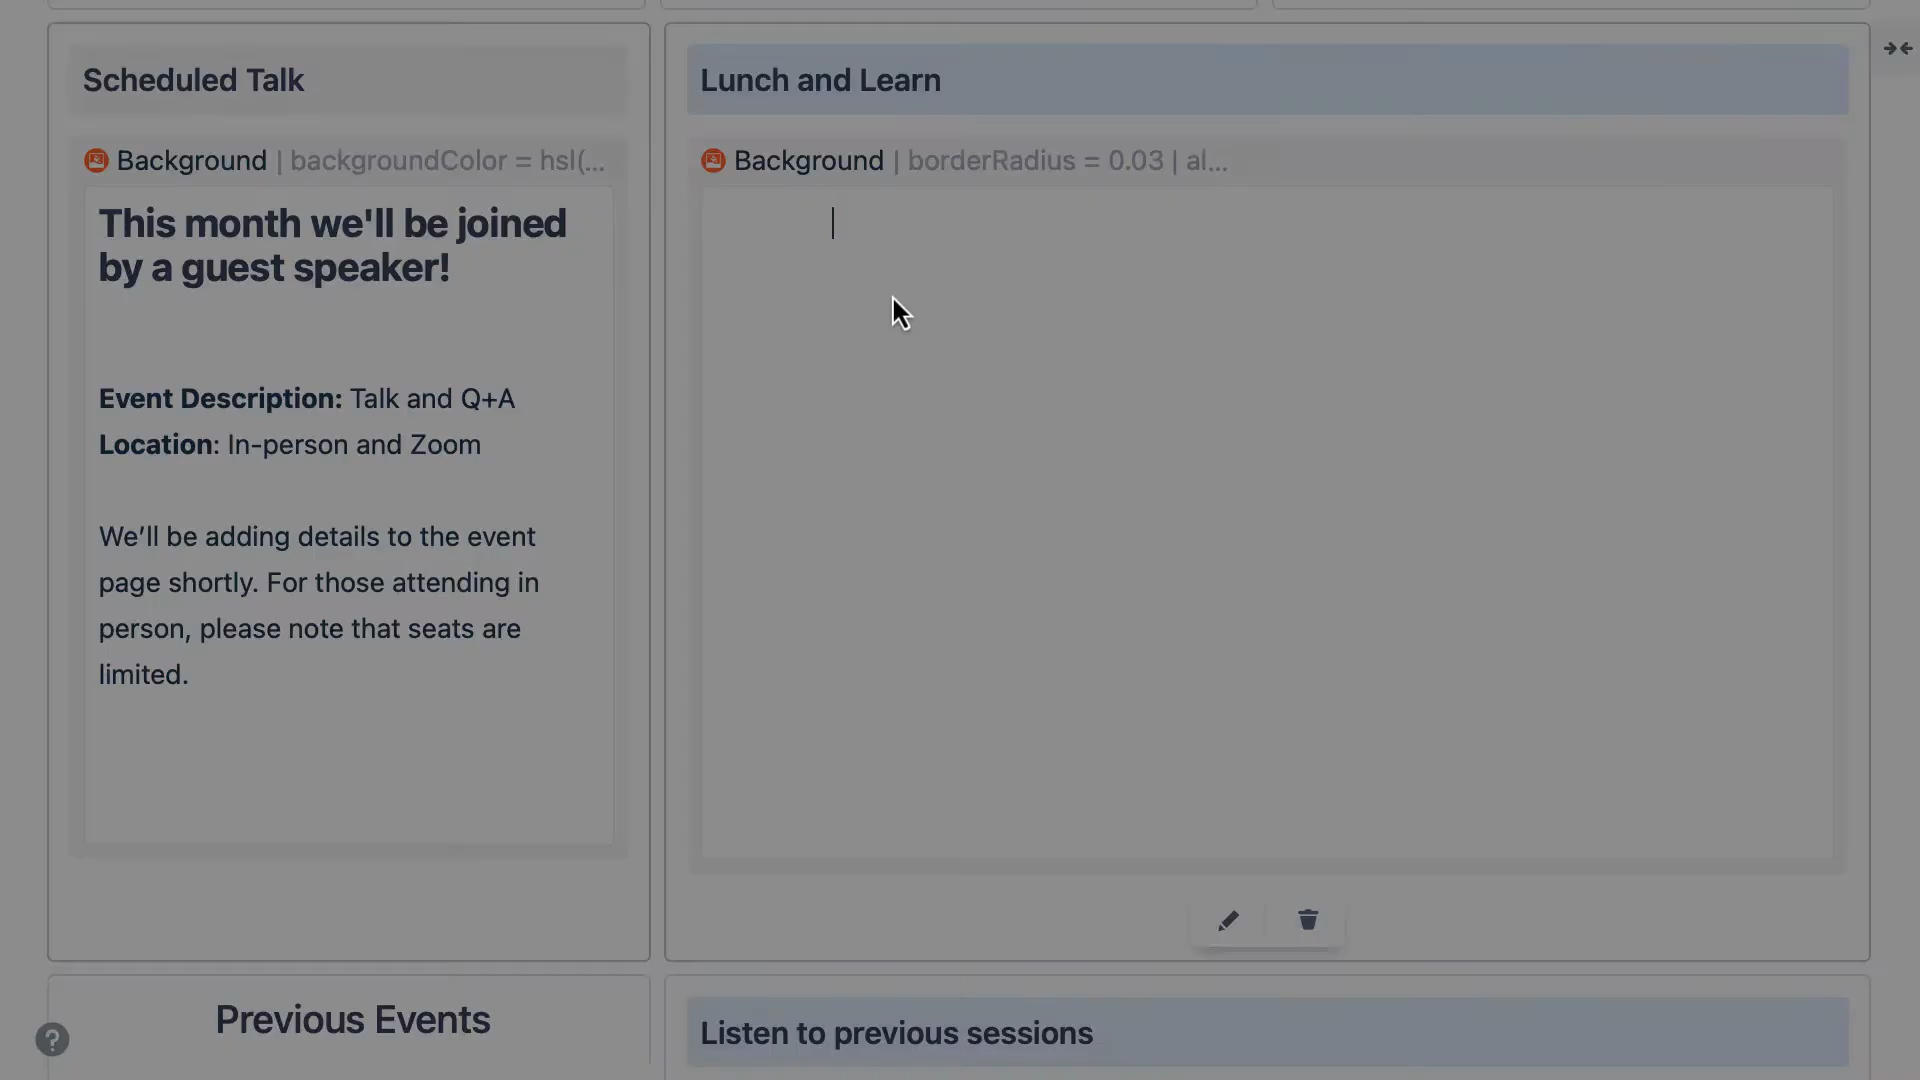 Scheduled Talk
Background | backgroundColor = hsl(...
This month we'll be joined
by a guest speaker!
Event Description: Talk and Q+A
Location: In-person and Zoom
We’ll be adding details to the event
page shortly. For those attending in
person, please note that seats are
limited.
Lunch and Learn
Background | borderRadius = 0.03 | al...
Previous Events
Listen to previous sessions
?